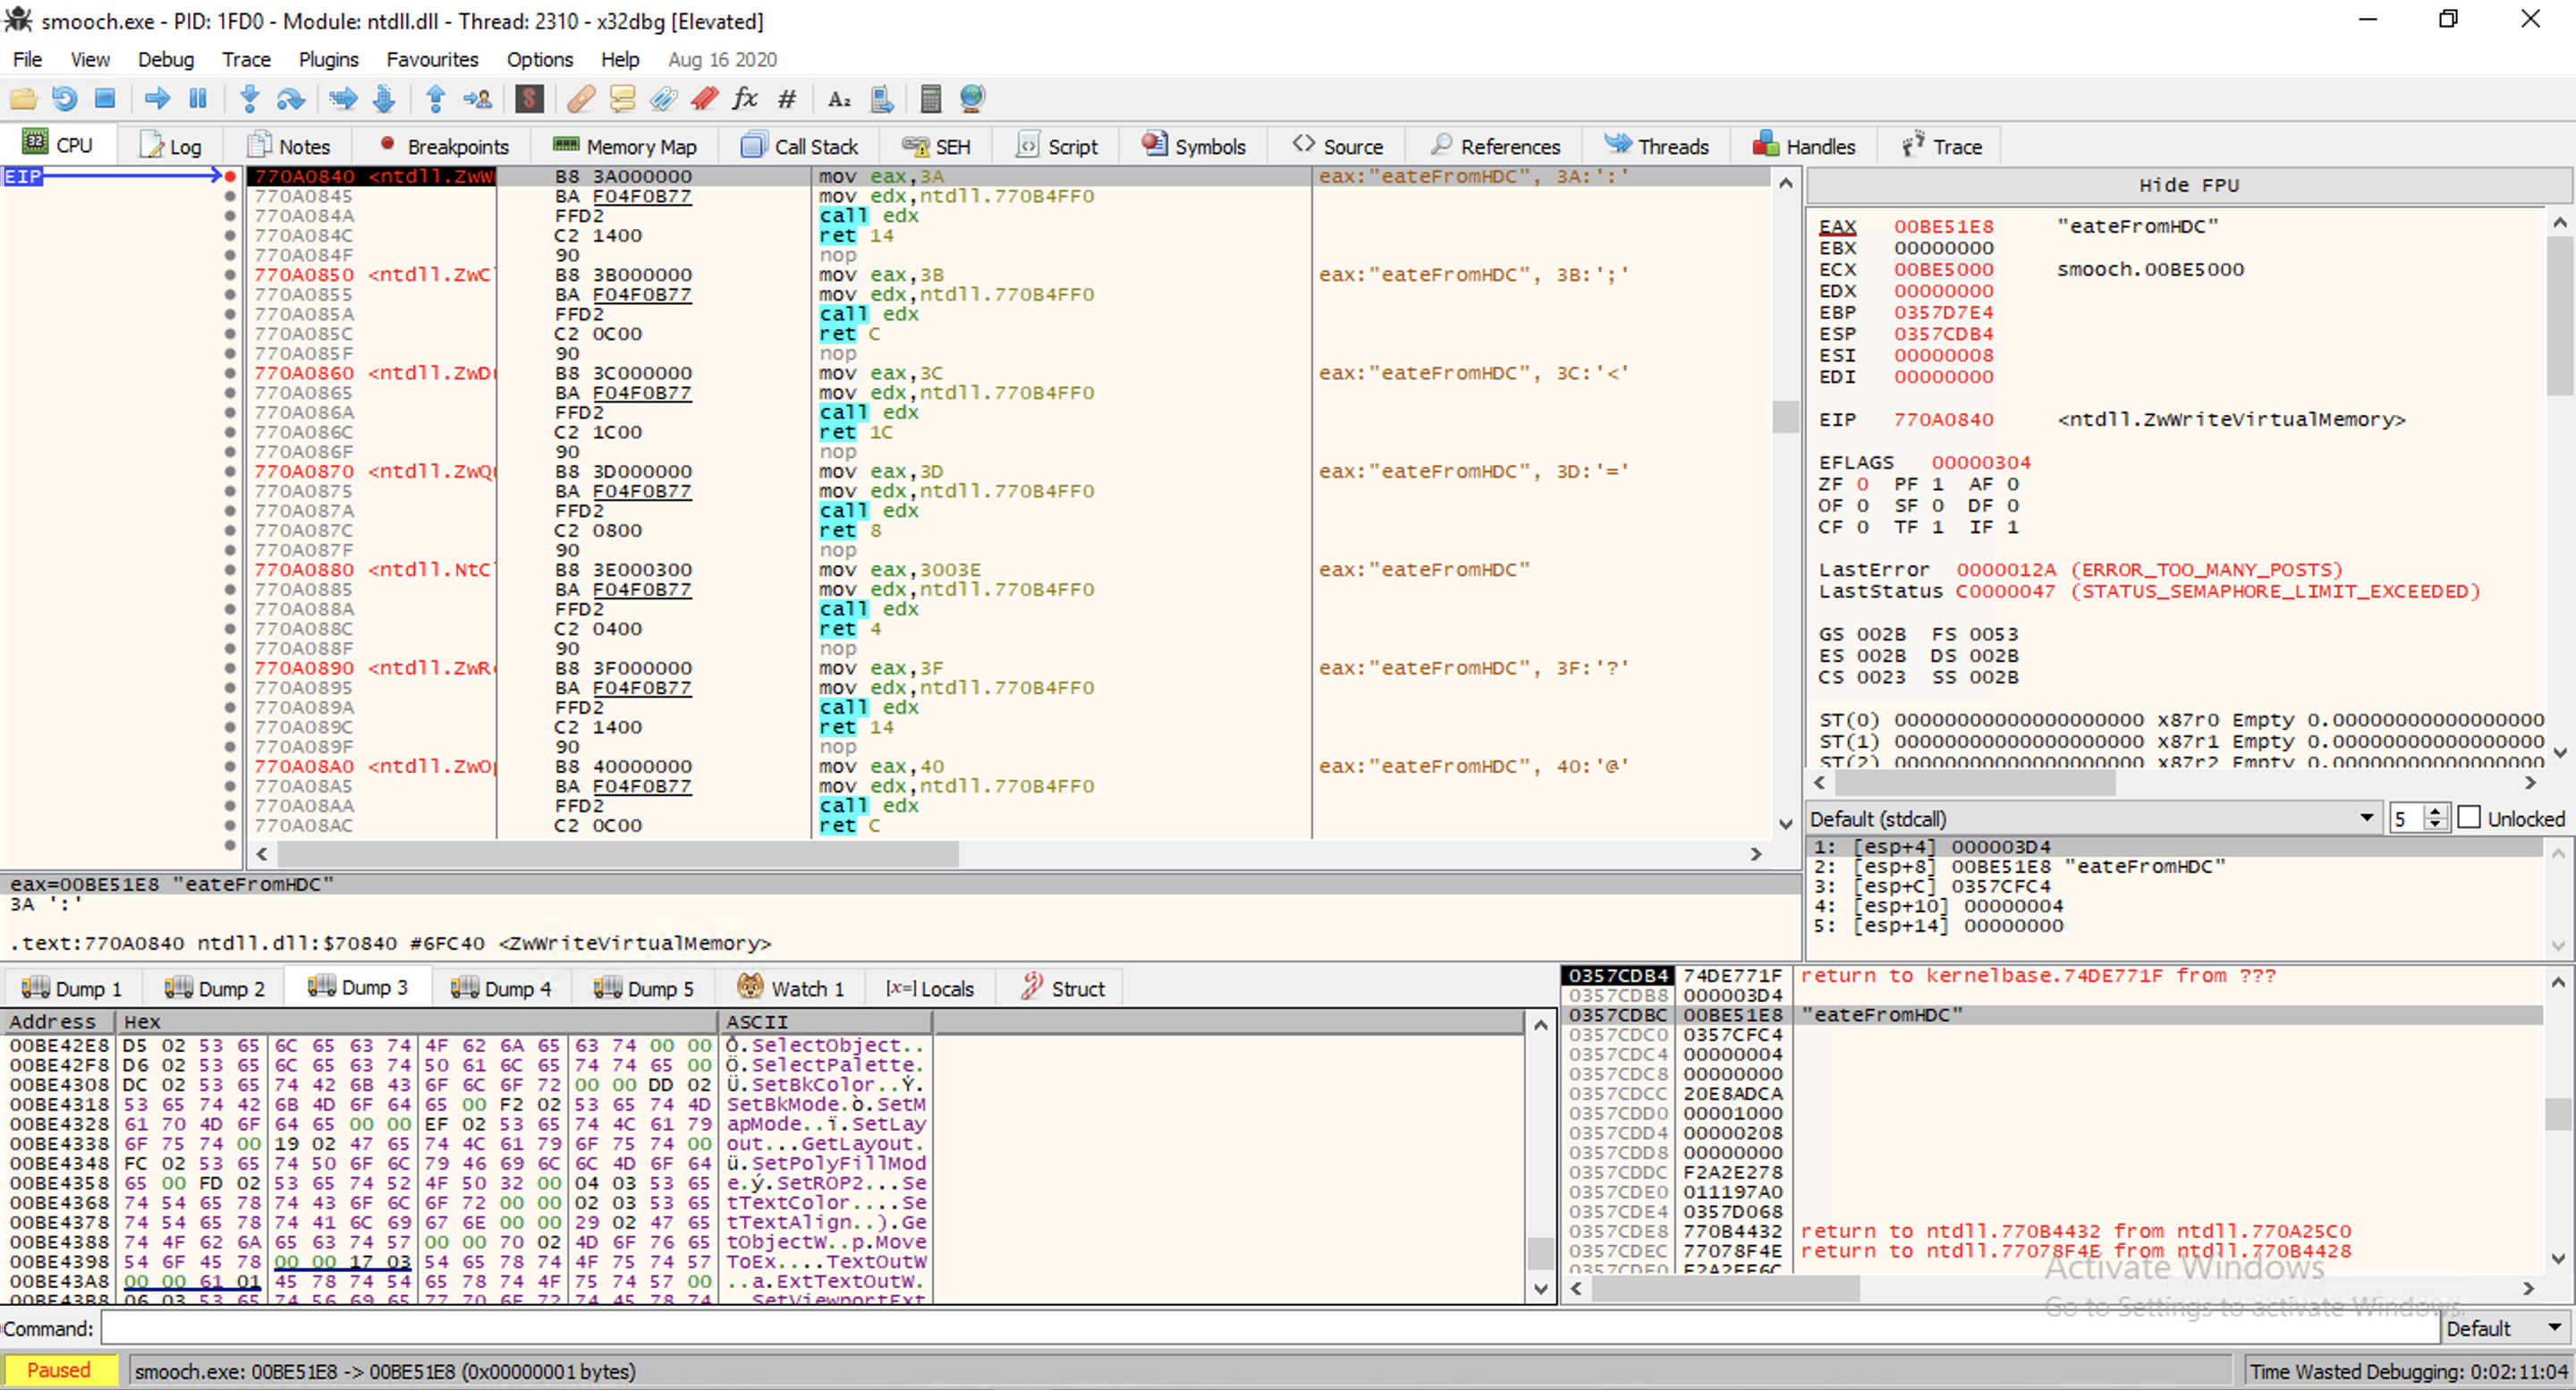 smooch.exe - PID: 1FD0 - Module: ntdll.dll - Thread: 2310 - x32dbg [Elevated]
File View Debug Trace Plugins Favourites Options Help Aug 16 2020
CPU Log Notes Breakpoints Memory Map Call Stack SEH Script Symbols Source References Threads Handles Trace
EIP 770A0840 <ntdll.ZwW B8 3A000000 mov eax,3A eax:"eateFromHDC", 3A:':'
770A0845 BA F04F0B77 mov edx,ntdll.770B4FF0
770A084A FFD2 call edx
770A084C C2 1400 ret 14
770A084F 90 nop
770A0850 <ntdll.ZwC B8 3B000000 mov eax,3B eax:"eateFromHDC", 3B:';'
770A0855 BA F04F0B77 mov edx,ntdll.770B4FF0
770A085A FFD2 call edx
770A085C C2 0C00 ret C
770A085F 90 nop
770A0860 <ntdll.ZwD B8 3C000000 mov eax,3C eax:"eateFromHDC", 3C:'<'
770A0865 BA F04F0B77 mov edx,ntdll.770B4FF0
770A086A FFD2 call edx
770A086C C2 1C00 ret 1C
770A086F 90 nop
770A0870 <ntdll.ZwQ B8 3D000000 mov eax,3D eax:"eateFromHDC", 3D:'='
770A0875 BA F04F0B77 mov edx,ntdll.770B4FF0
770A087A FFD2 call edx
770A087C C2 0800 ret 8
770A087F 90 nop
770A0880 <ntdll.NtC B8 3E000300 mov eax,3003E eax:"eateFromHDC"
770A0885 BA F04F0B77 mov edx,ntdll.770B4FF0
770A088A FFD2 call edx
770A088C C2 0400 ret 4
770A088F 90 nop
770A0890 <ntdll.ZwR B8 3F000000 mov eax,3F eax:"eateFromHDC", 3F:'?'
770A0895 BA F04F0B77 mov edx,ntdll.770B4FF0
770A089A FFD2 call edx
770A089C C2 1400 ret 14
770A089F 90 nop
770A08A0 <ntdll.ZwO B8 40000000 mov eax,40 eax:"eateFromHDC", 40:'@'
770A08A5 BA F04F0B77 mov edx,ntdll.770B4FF0
770A08AA FFD2 call edx
770A08AC C2 0C00 ret C
Hide FPU
EAX 00BE51E8 "eateFromHDC"
EBX 00000000
ECX 00BE5000 smooch.00BE5000
EDX 00000000
EBP 0357D7E4
ESP 0357CDB4
ESI 00000008
EDI 00000000
EIP 770A0840 <ntdll.ZwWriteVirtualMemory>
EFLAGS 00000304
ZF 0 PF 1 AF 0
OF 0 SF 0 DF 0
CF 0 TF 1 IF 1
LastError 0000012A (ERROR_TOO_MANY_POSTS)
LastStatus C0000047 (STATUS_SEMAPHORE_LIMIT_EXCEEDED)
GS 002B FS 0053
ES 002B DS 002B
CS 0023 SS 002B
ST(0) 00000000000000000000 x87r0 Empty 0.0000000000000000
ST(1) 00000000000000000000 x87r1 Empty 0.0000000000000000
ST(2) 00000000000000000000 x87r2 Empty 0.0000000000000000
Default (stdcall) 5 Unlocked
1: [esp+4] 000003D4
2: [esp+8] 00BE51E8 "eateFromHDC"
3: [esp+C] 0357CFC4
4: [esp+10] 00000004
5: [esp+14] 00000000
eax=00BE51E8 "eateFromHDC"
3A ':'
.text:770A0840 ntdll.dll:$70840 #6FC40 <ZwWriteVirtualMemory>
Dump 1 Dump 2 Dump 3 Dump 4 Dump 5 Watch 1 [x=] Locals Struct
Address Hex ASCII
00BE42E8 D5 02 53 65 6C 65 63 74 4F 62 6A 65 63 74 00 00 Õ.SelectObject..
00BE42F8 D6 02 53 65 6C 65 63 74 50 61 6C 65 74 74 65 00 Ö.SelectPalette.
00BE4308 DC 02 53 65 74 42 6B 43 6F 6C 6F 72 00 00 DD 02 Ü.SetBkColor..Ý.
00BE4318 53 65 74 42 6B 4D 6F 64 65 00 F2 02 53 65 74 4D SetBkMode.ò.SetM
00BE4328 61 70 4D 6F 64 65 00 00 EF 02 53 65 74 4C 61 79 apMode..ï.SetLay
00BE4338 6F 75 74 00 19 02 47 65 74 4C 61 79 6F 75 74 00 out...GetLayout.
00BE4348 FC 02 53 65 74 50 6F 6C 79 46 69 6C 6C 4D 6F 64 ü.SetPolyFillMod
00BE4358 65 00 FD 02 53 65 74 52 4F 50 32 00 04 03 53 65 e.ý.SetROP2...Se
00BE4368 74 54 65 78 74 43 6F 6C 6F 72 00 00 02 03 53 65 tTextColor....Se
00BE4378 74 54 65 78 74 41 6C 69 67 6E 00 00 29 02 47 65 tTextAlign..).Ge
00BE4388 74 4F 62 6A 65 63 74 57 00 00 70 02 4D 6F 76 65 tObjectW..p.Move
00BE4398 54 6F 45 78 00 00 17 03 54 65 78 74 4F 75 74 57 ToEx....TextOutW
00BE43A8 00 00 61 01 45 78 74 54 65 78 74 4F 75 74 57 00 ..a.ExtTextOutW.
00BE43B8 06 03 53 65 74 56 69 65 77 70 6F 72 74 45 78 74 ..SetViewportExt
0357CDB4 74DE771F return to kernelbase.74DE771F from ???
0357CDB8 000003D4
0357CDBC 00BE51E8 "eateFromHDC"
0357CDC0 0357CFC4
0357CDC4 00000004
0357CDC8 00000000
0357CDCC 20E8ADCA
0357CDD0 00001000
0357CDD4 00000208
0357CDD8 00000000
0357CDDC F2A2E278
0357CDE0 011197A0
0357CDE4 0357D068
0357CDE8 770B4432 return to ntdll.770B4432 from ntdll.770A25C0
0357CDEC 77078F4E return to ntdll.77078F4E from ntdll.770B4428
Activate Windows
Go to Settings to activate Windows.
Command: Default
Paused smooch.exe: 00BE51E8 -> 00BE51E8 (0x00000001 bytes) Time Wasted Debugging: 0:02:11:04